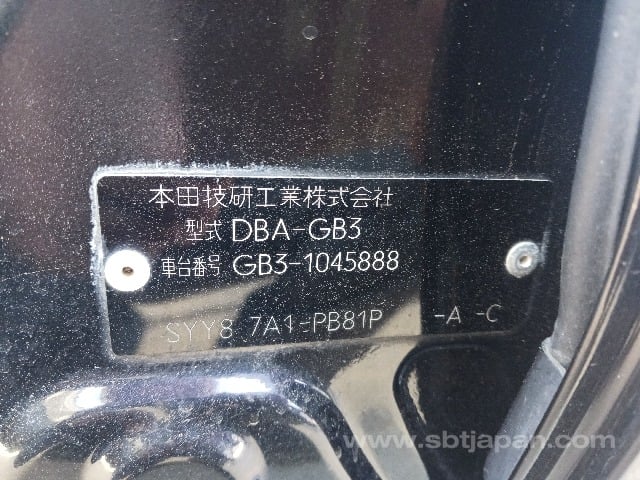 本田技研工業株式会社
型式 DBA-GB3
車台番号 GB3-1045888
SYY8 7A1-PB81P -A -C
www.sbtjapan.com